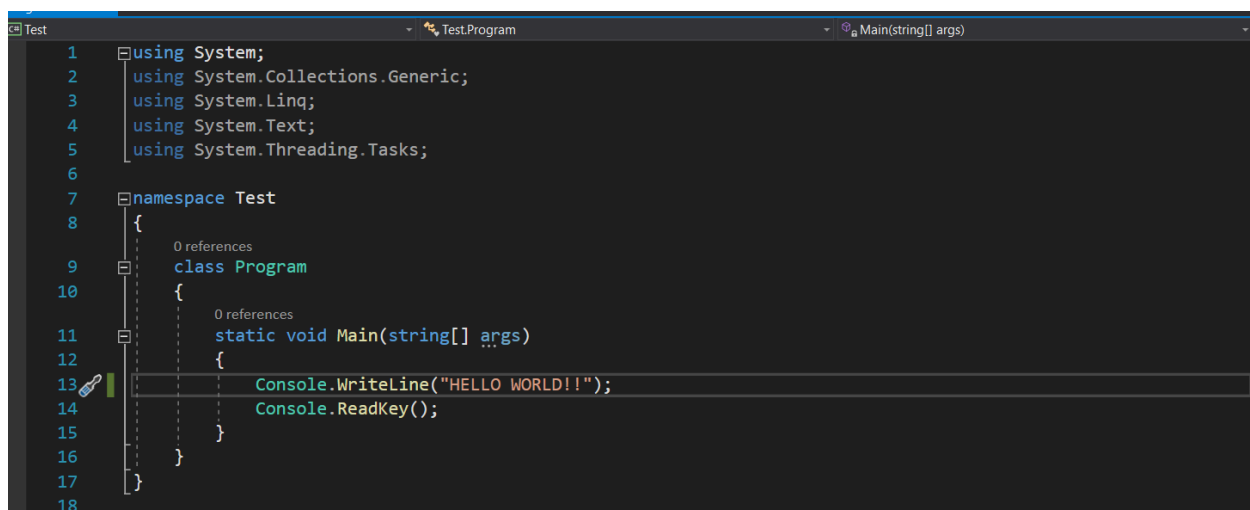 C# Test Test.Program Main(string[] args)
1 using System;
2 using System.Collections.Generic;
3 using System.Linq;
4 using System.Text;
5 using System.Threading.Tasks;
6
7 namespace Test
8 {
0 references
9 class Program
10 {
0 references
11 static void Main(string[] args)
12 {
13 Console.WriteLine("HELLO WORLD!!");
14 Console.ReadKey();
15 }
16 }
17 }
18